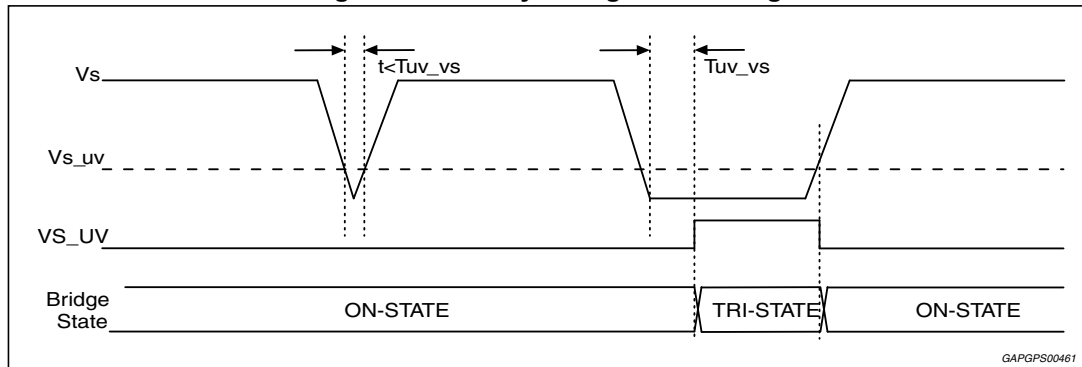 t<Tuv_vs
Tuv_vs
Vs
Vs_uv
VS_UV
Bridge
State
ON-STATE
TRI-STATE
ON-STATE
GAPGPS00461